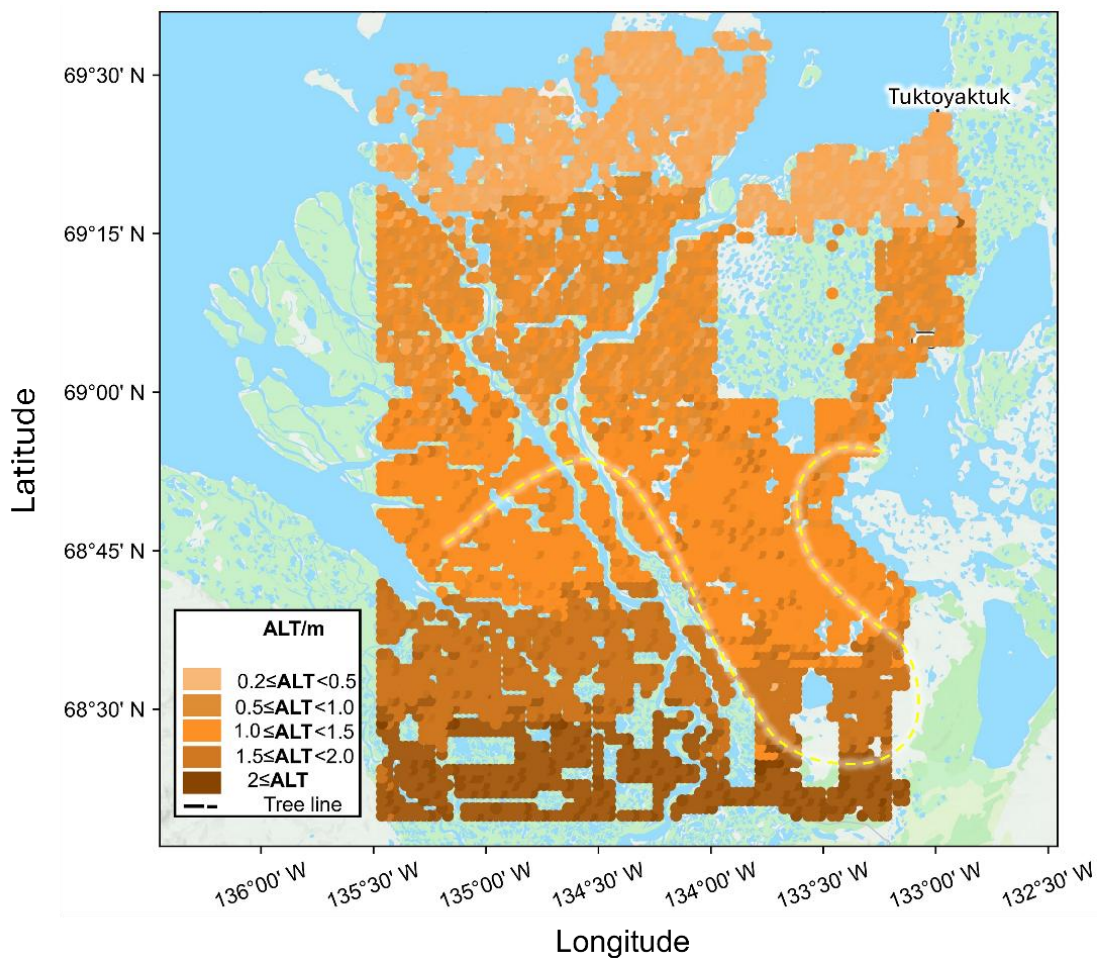 69°30' N
Tuktoyaktuk
69°15' N
69°00' N
68°45' N
68°30' N
Latitude
ALT/m
0.2≤ALT<0.5
0.5≤ALT<1.0
1.0≤ALT<1.5
1.5≤ALT<2.0
2≤ALT
Tree line
136°00' W
135°30' W
135°00' W
134°30' W
134°00' W
133°30' W
133°00' W
132°30' W
Longitude